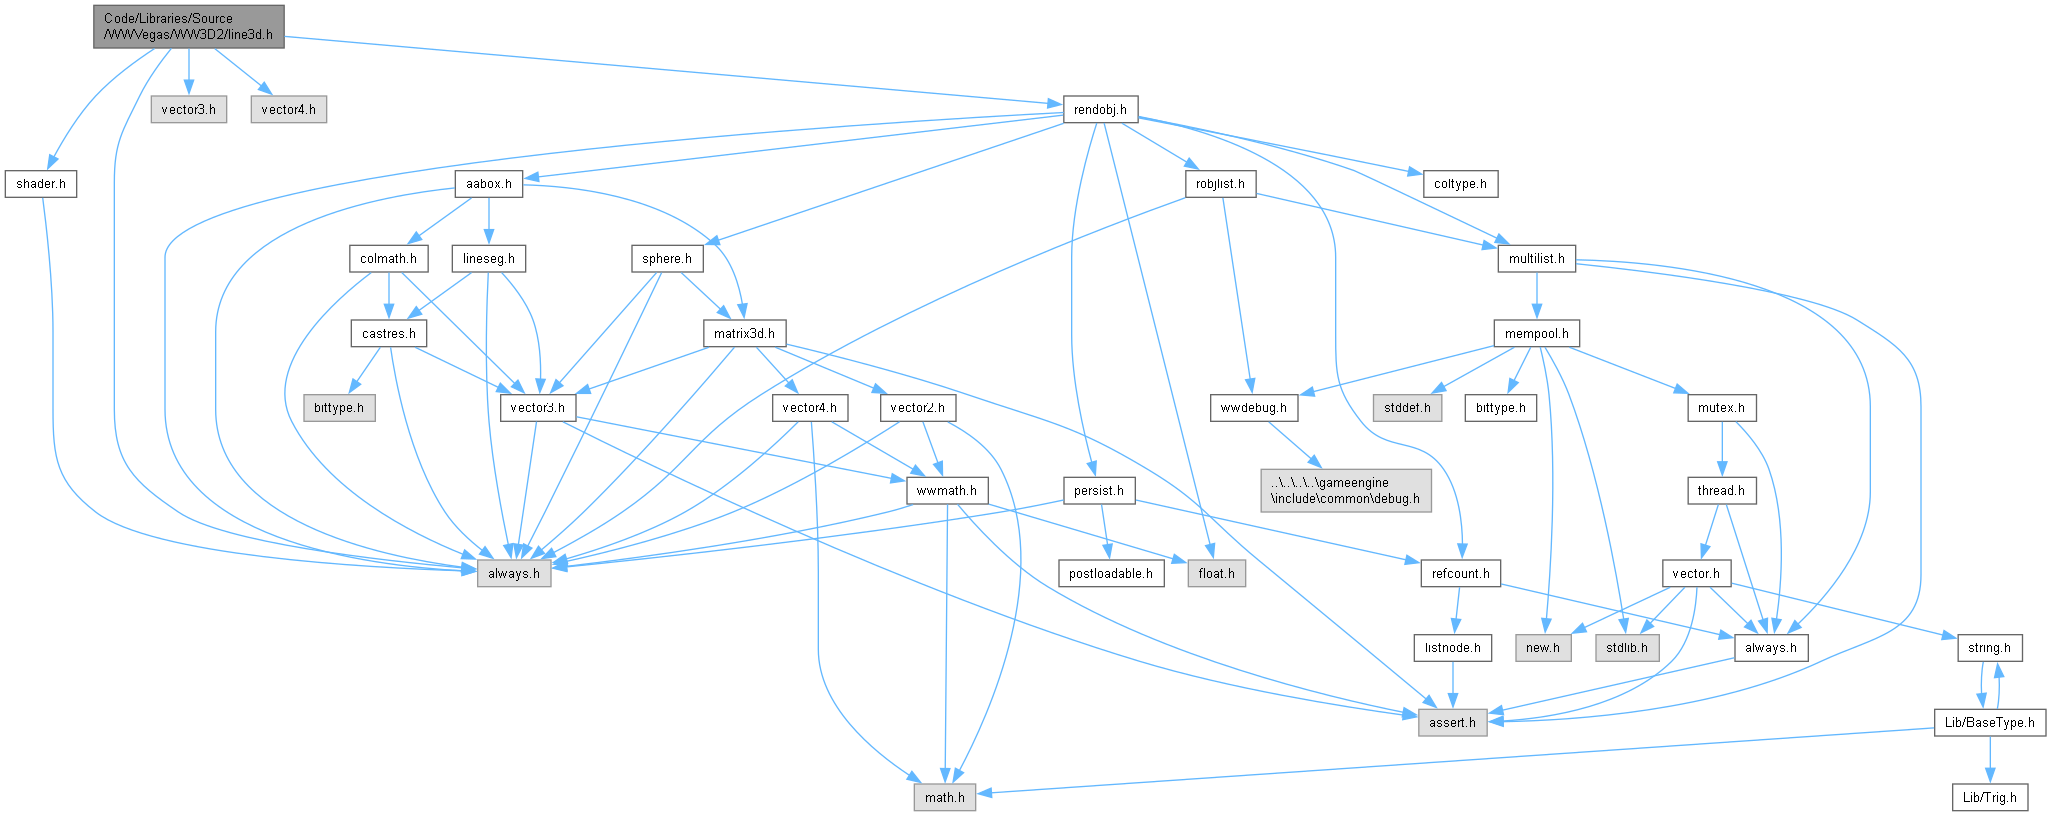 Code/Libraries/Source
/WWVegas/WW3D2/line3d.h
vector3.h
vector4.h
rendobj.h
shader.h
aabox.h
robjlist.h
coltype.h
colmath.h
lineseg.h
sphere.h
multilist.h
castres.h
matrix3d.h
mempool.h
bittype.h
vector3.h
vector4.h
vector2.h
wwdebug.h
stddef.h
bittype.h
mutex.h
wwmath.h
persist.h
..\..\..\..\gameengine
\include\common\debug.h
thread.h
always.h
postloadable.h
float.h
refcount.h
vector.h
listnode.h
new.h
stdlib.h
always.h
string.h
assert.h
Lib/BaseType.h
math.h
Lib/Trig.h